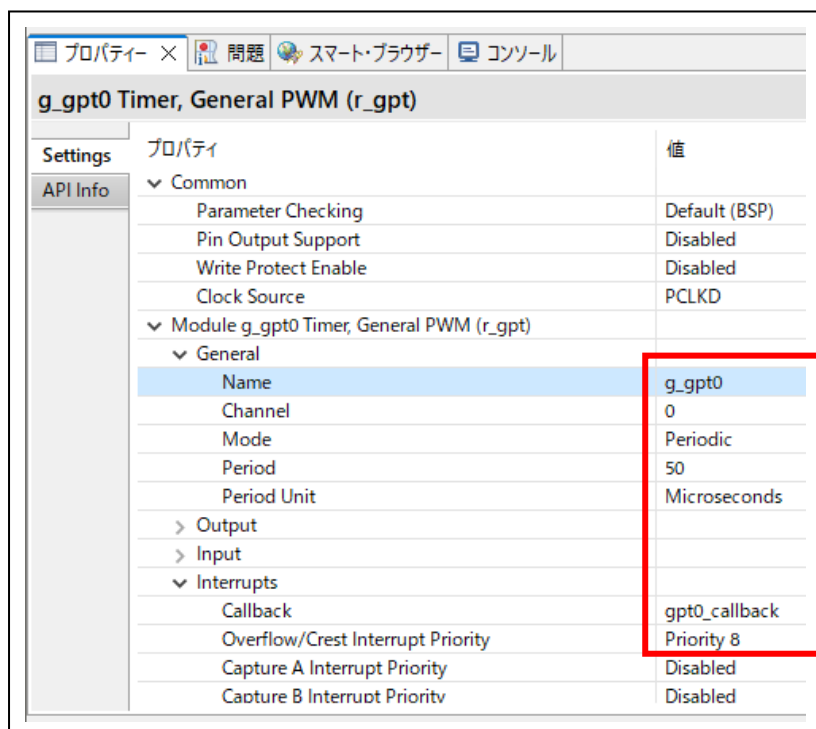 プロパティー 問題 スマート・ブラウザー コンソール
g_gpt0 Timer, General PWM (r_gpt)
Settings
API Info
プロパティ 値
Common
Parameter Checking Default (BSP)
Pin Output Support Disabled
Write Protect Enable Disabled
Clock Source PCLKD
Module g_gpt0 Timer, General PWM (r_gpt)
General
Name g_gpt0
Channel 0
Mode Periodic
Period 50
Period Unit Microseconds
Output
Input
Interrupts
Callback gpt0_callback
Overflow/Crest Interrupt Priority Priority 8
Capture A Interrupt Priority Disabled
Capture B Interrupt Priority Disabled